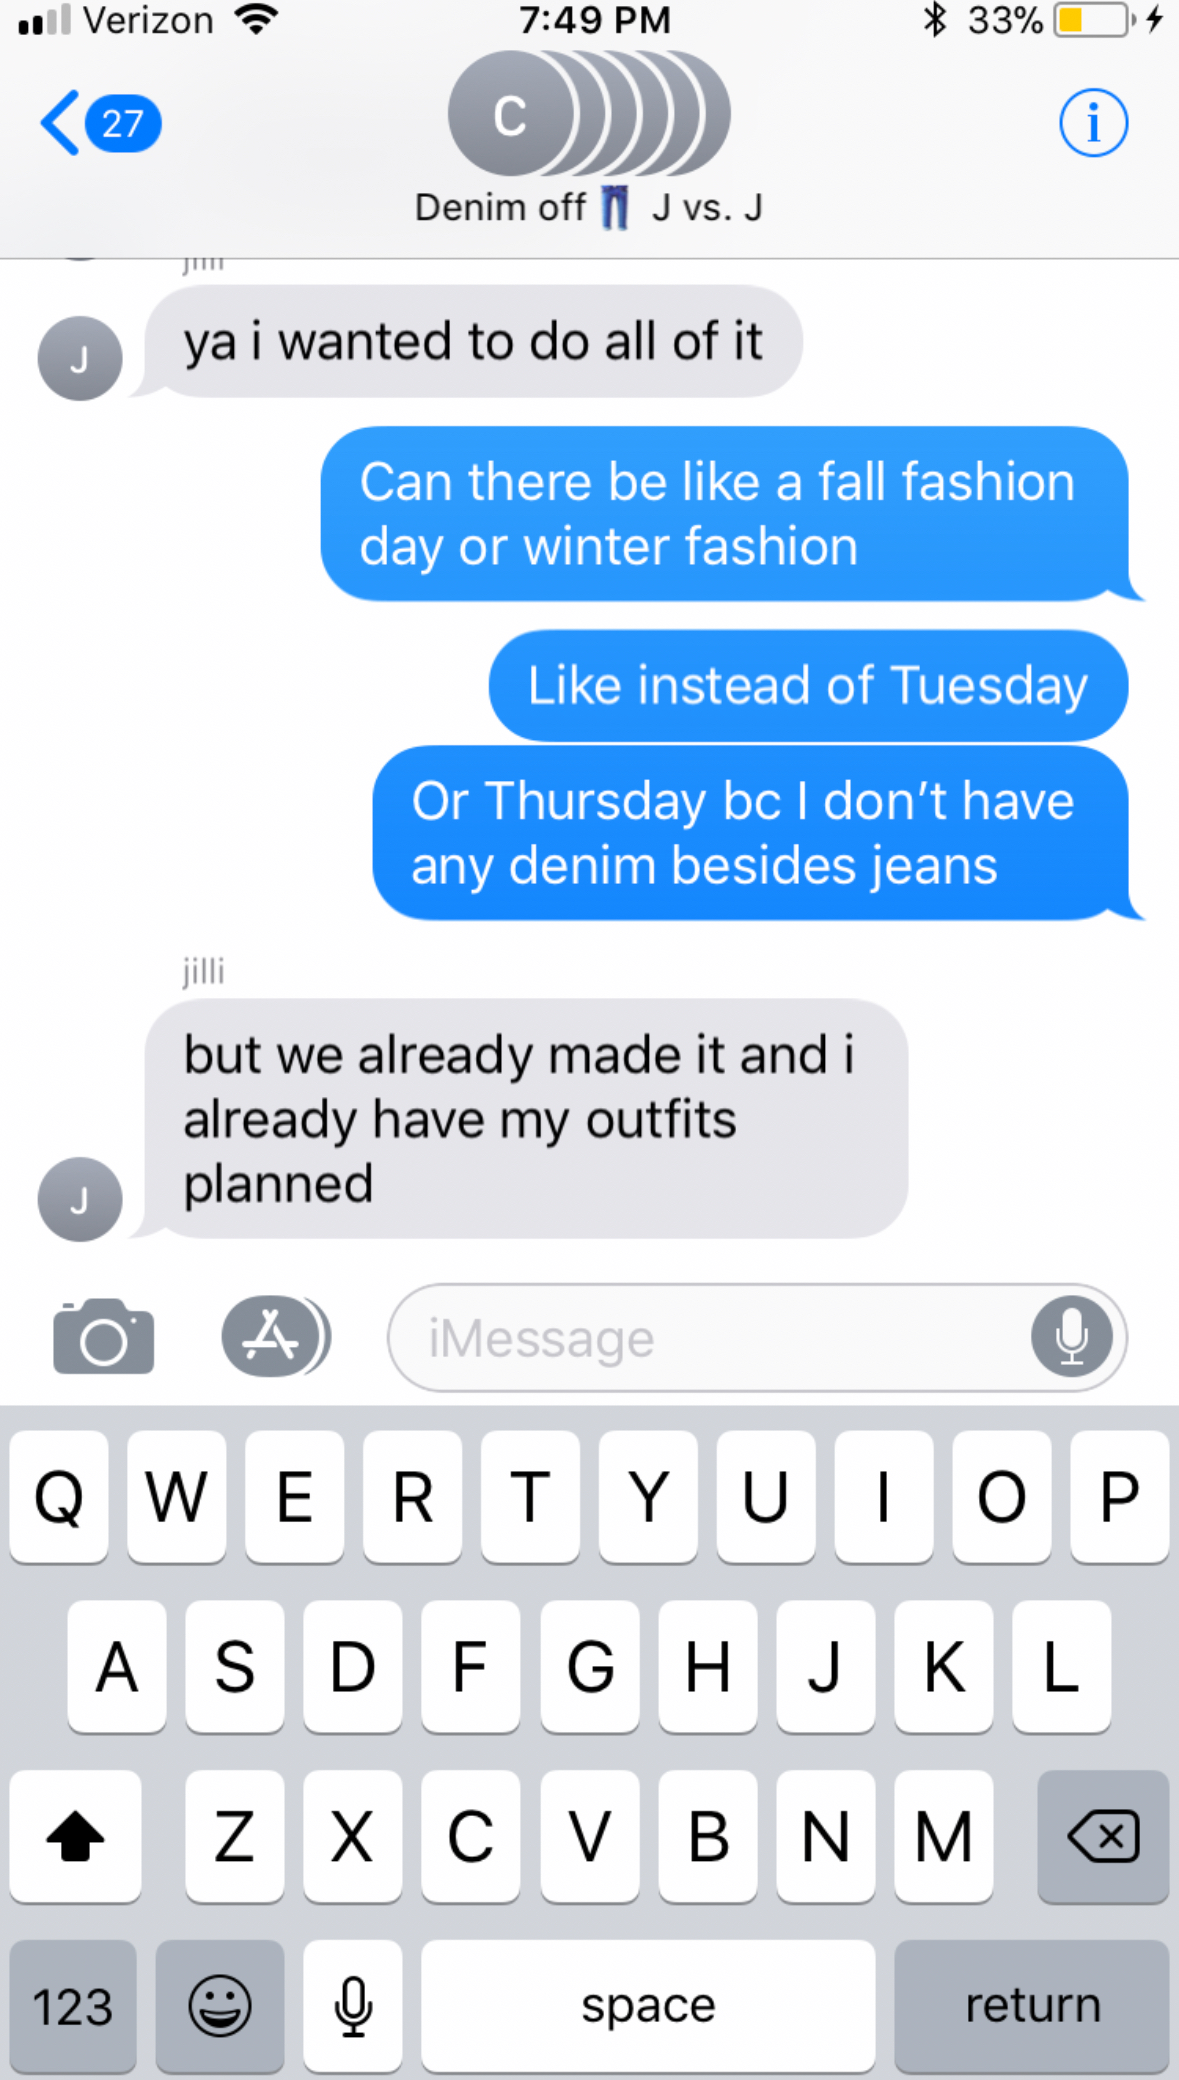 Verizon 7:49 PM 33%
27
C
Denim off 👖 J vs. J
ya i wanted to do all of it
J
Can there be like a fall fashion
day or winter fashion
Like instead of Tuesday
Or Thursday bc I don’t have
any denim besides jeans
jilli
but we already made it and i
already have my outfits
planned
J
iMessage
Q W E R T Y U I O P
A S D F G H J K L
Z X C V B N M
123 space return